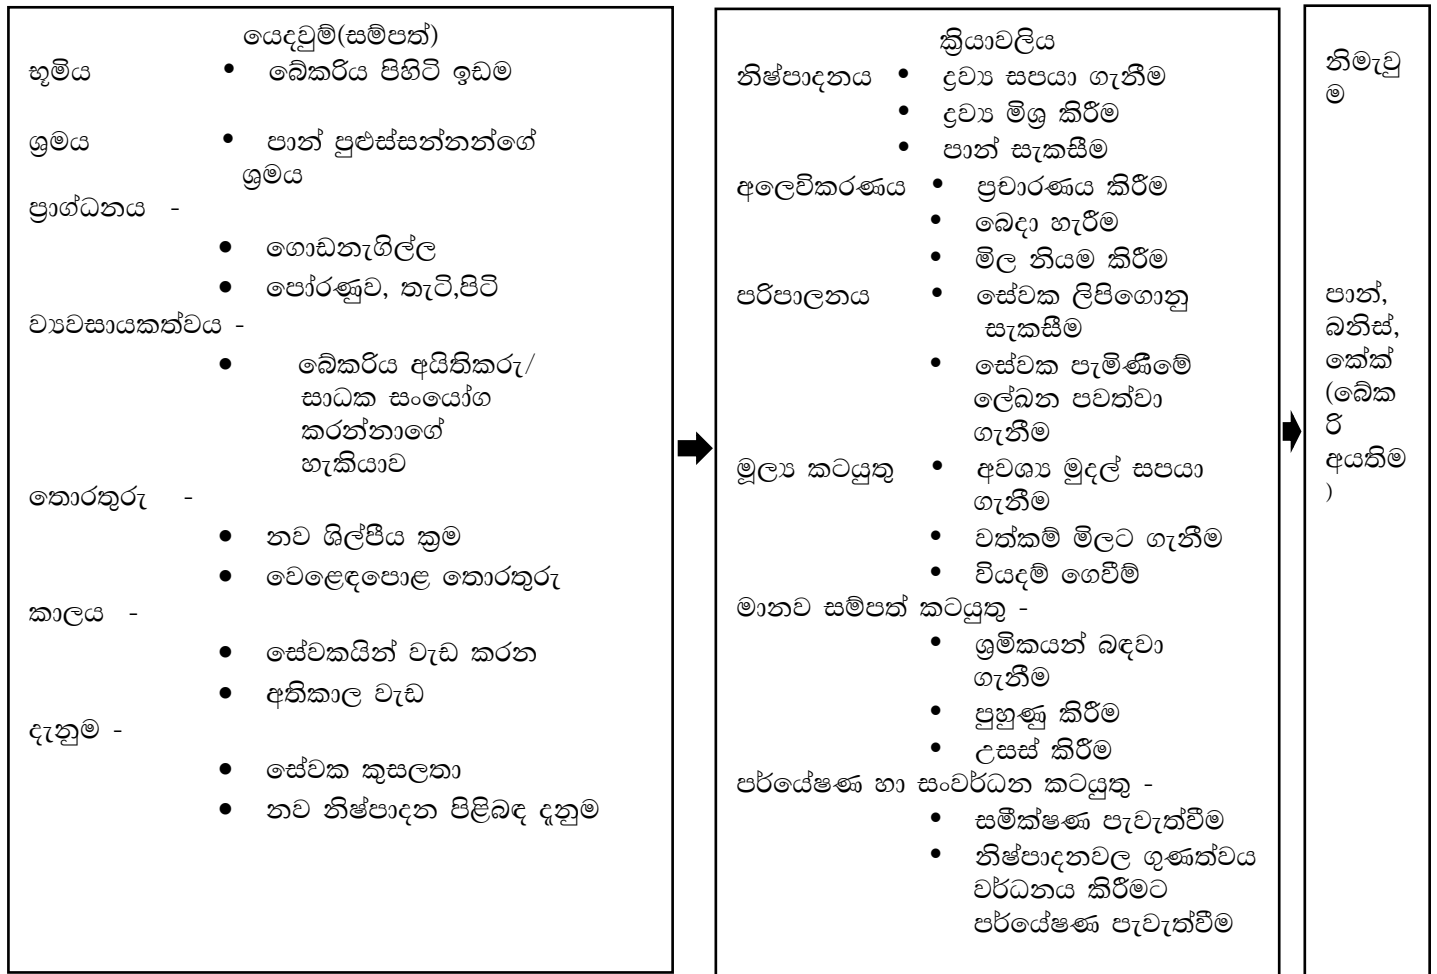 යෙදවුම්(සම්පත්)
භූමිය • බේකරිය පිහිටි ඉඩම
ශ්‍රමය • පාන් පුළුස්සන්නන්ගේ
ශ්‍රමය
ප්‍රාග්ධනය -
• ගොඩනැගිල්ල
• පෝරණුව, තැටි,පිටි
ව්‍යවසායකත්වය -
• බේකරිය අයිතිකරු/
සාධක සංයෝග
කරන්නාගේ
හැකියාව
තොරතුරු -
• නව ශිල්පීය ක්‍රම
• වෙළෙඳපොළ තොරතුරු
කාලය -
• සේවකයින් වැඩ කරන
• අතිකාල වැඩ
දැනුම -
• සේවක කුසලතා
• නව නිෂ්පාදන පිළිබඳ දැනුම
ක්‍රියාවලිය
නිෂ්පාදනය • ද්‍රව්‍ය සපයා ගැනීම
• ද්‍රව්‍ය මිශ්‍ර කිරීම
• පාන් සැකසීම
අලෙවිකරණය • ප්‍රචාරණය කිරීම
• බෙදා හැරීම
• මිල නියම කිරීම
පරිපාලනය • සේවක ලිපිගොනු
සැකසීම
• සේවක පැමිණීමේ
ලේඛන පවත්වා
ගැනීම
මූල්‍ය කටයුතු • අවශ්‍ය මුදල් සපයා
ගැනීම
• වත්කම් මිලට ගැනීම
• වියදම් ගෙවීම්
මානව සම්පත් කටයුතු -
• ශ්‍රමිකයන් බඳවා
ගැනීම
• පුහුණු කිරීම
• උසස් කිරීම
පර්යේෂණ හා සංවර්ධන කටයුතු -
• සමීක්ෂණ පැවැත්වීම
• නිෂ්පාදනවල ගුණත්වය
වර්ධනය කිරීමට
පර්යේෂණ පැවැත්වීම
නිමැවු
ම
පාන්,
බනිස්,
කේක්
(බේක
රි
අයතිම
)